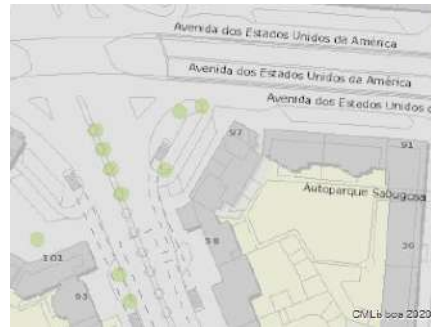 Avenida dos Estados Unidos da América
Avenida dos Estados Unidos da América
Avenida dos Estados Unidos
97
91
Autoparque Sabugosa
58
101
93
CMLisboa 2020